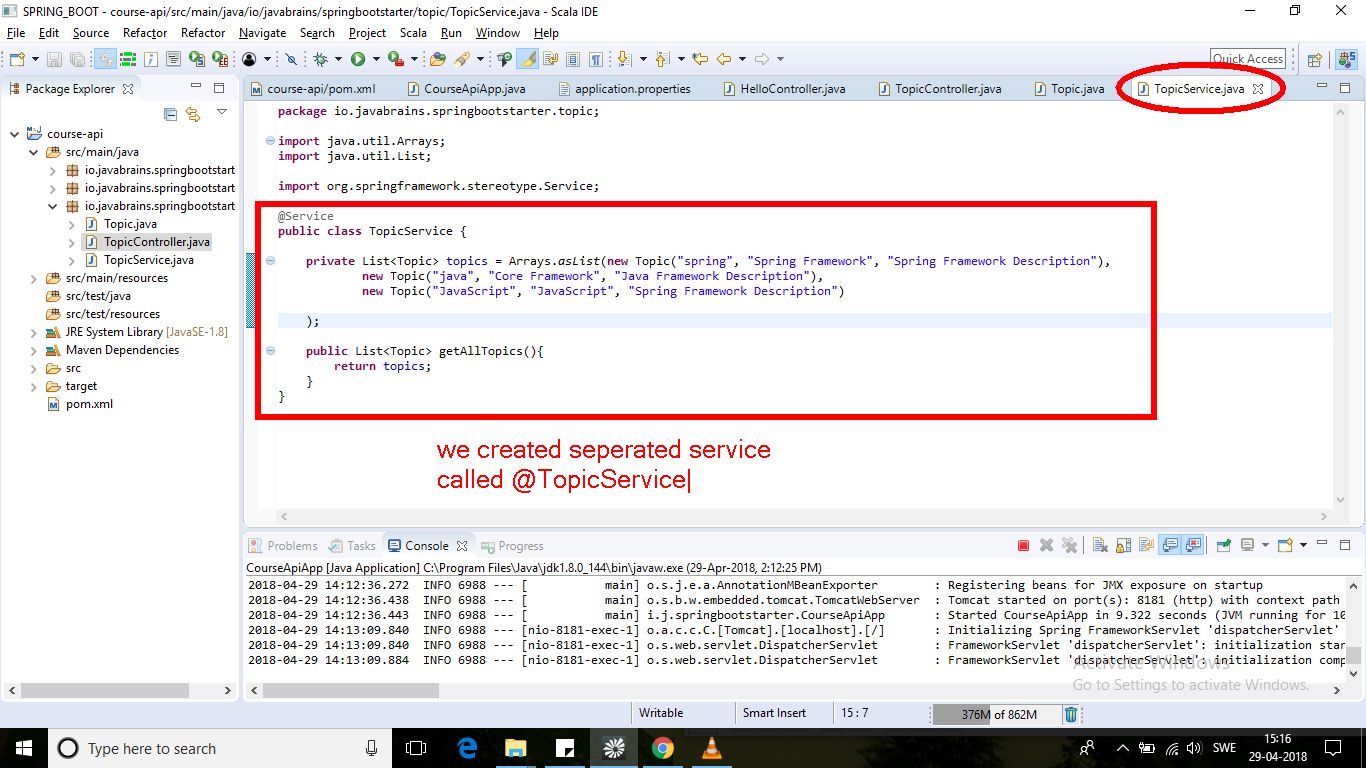 SPRING_BOOT - course-api/src/main/java/io/javabrains/springbootstarter/topic/TopicService.java - Scala IDE
File Edit Source Refactor Refactor Navigate Search Project Scala Run Window Help
Quick Access
Package Explorer
course-api/pom.xml CourseApiApp.java application.properties HelloController.java TopicController.java Topic.java TopicService.java
course-api
src/main/java
io.javabrains.springbootstart
io.javabrains.springbootstart
io.javabrains.springbootstart
Topic.java
TopicController.java
TopicService.java
src/main/resources
src/test/java
src/test/resources
JRE System Library [JavaSE-1.8]
Maven Dependencies
src
target
pom.xml
package io.javabrains.springbootstarter.topic;
import java.util.Arrays;
import java.util.List;
import org.springframework.stereotype.Service;
@Service
public class TopicService {
private List<Topic> topics = Arrays.asList(new Topic("spring", "Spring Framework", "Spring Framework Description"),
new Topic("java", "Core Framework", "Java Framework Description"),
new Topic("JavaScript", "JavaScript", "Spring Framework Description")
);
public List<Topic> getAllTopics(){
return topics;
}
}
we created seperated service
called @TopicService
Problems Tasks Console Progress
CourseApiApp [Java Application] C:\Program Files\Java\jdk1.8.0_144\bin\javaw.exe (29-Apr-2018, 2:12:25 PM)
2018-04-29 14:12:36.272 INFO 6988 --- [ main] o.s.j.e.a.AnnotationMBeanExporter : Registering beans for JMX exposure on startup
2018-04-29 14:12:36.438 INFO 6988 --- [ main] o.s.b.w.embedded.tomcat.TomcatWebServer : Tomcat started on port(s): 8181 (http) with context path
2018-04-29 14:12:36.443 INFO 6988 --- [ main] i.j.springbootstarter.CourseApiApp : Started CourseApiApp in 9.322 seconds (JVM running for 10
2018-04-29 14:13:09.840 INFO 6988 --- [nio-8181-exec-1] o.a.c.c.C.[Tomcat].[localhost].[/] : Initializing Spring FrameworkServlet 'dispatcherServlet'
2018-04-29 14:13:09.840 INFO 6988 --- [nio-8181-exec-1] o.s.web.servlet.DispatcherServlet : FrameworkServlet 'dispatcherServlet': initialization star
2018-04-29 14:13:09.884 INFO 6988 --- [nio-8181-exec-1] o.s.web.servlet.DispatcherServlet : FrameworkServlet 'dispatcherServlet': initialization comp
Activate Windows
Go to Settings to activate Windows.
Writable Smart Insert 15 : 7 376M of 862M
Type here to search
SWE
15:16
29-04-2018